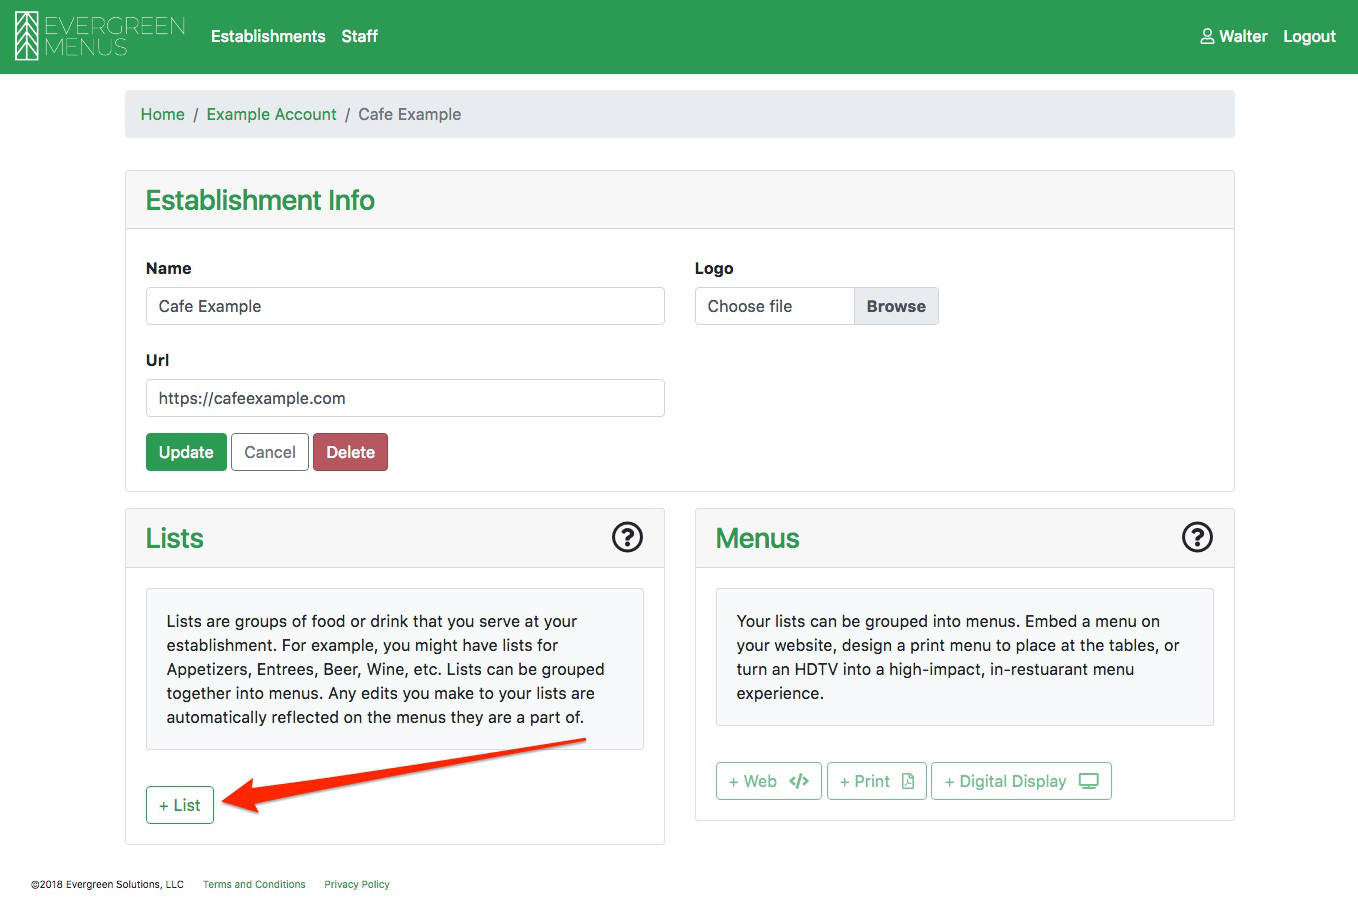 EVERGREEN
MENUS
Establishments Staff
Walter Logout
Home / Example Account / Cafe Example
Establishment Info
Name
Cafe Example
Logo
Choose file Browse
Url
https://cafeexample.com
Update Cancel Delete
Lists
Lists are groups of food or drink that you serve at your
establishment. For example, you might have lists for
Appetizers, Entrees, Beer, Wine, etc. Lists can be grouped
together into menus. Any edits you make to your lists are
automatically reflected on the menus they are a part of.
+ List
Menus
Your lists can be grouped into menus. Embed a menu on
your website, design a print menu to place at the tables, or
turn an HDTV into a high-impact, in-restuarant menu
experience.
+ Web </> + Print + Digital Display
©2018 Evergreen Solutions, LLC Terms and Conditions Privacy Policy